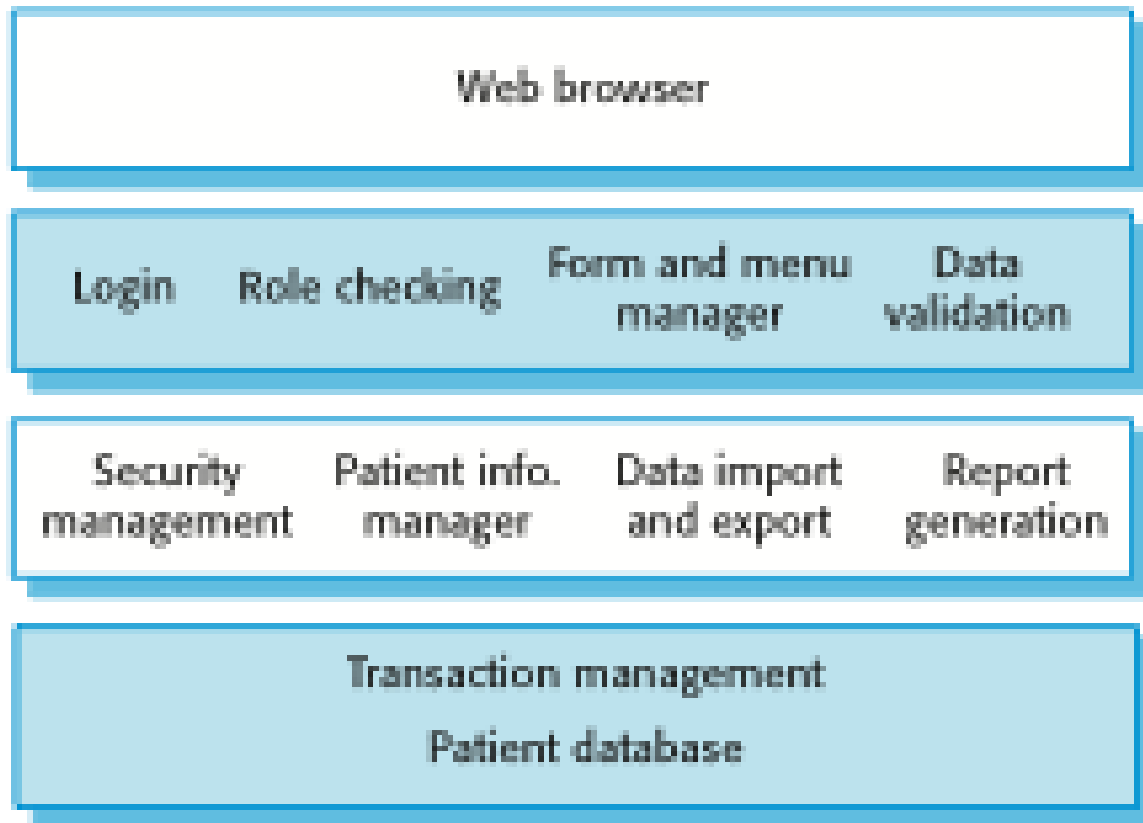 Web browser
Login Role checking Form and menu manager Data validation
Security management Patient info. manager Data import and export Report generation
Transaction management
Patient database